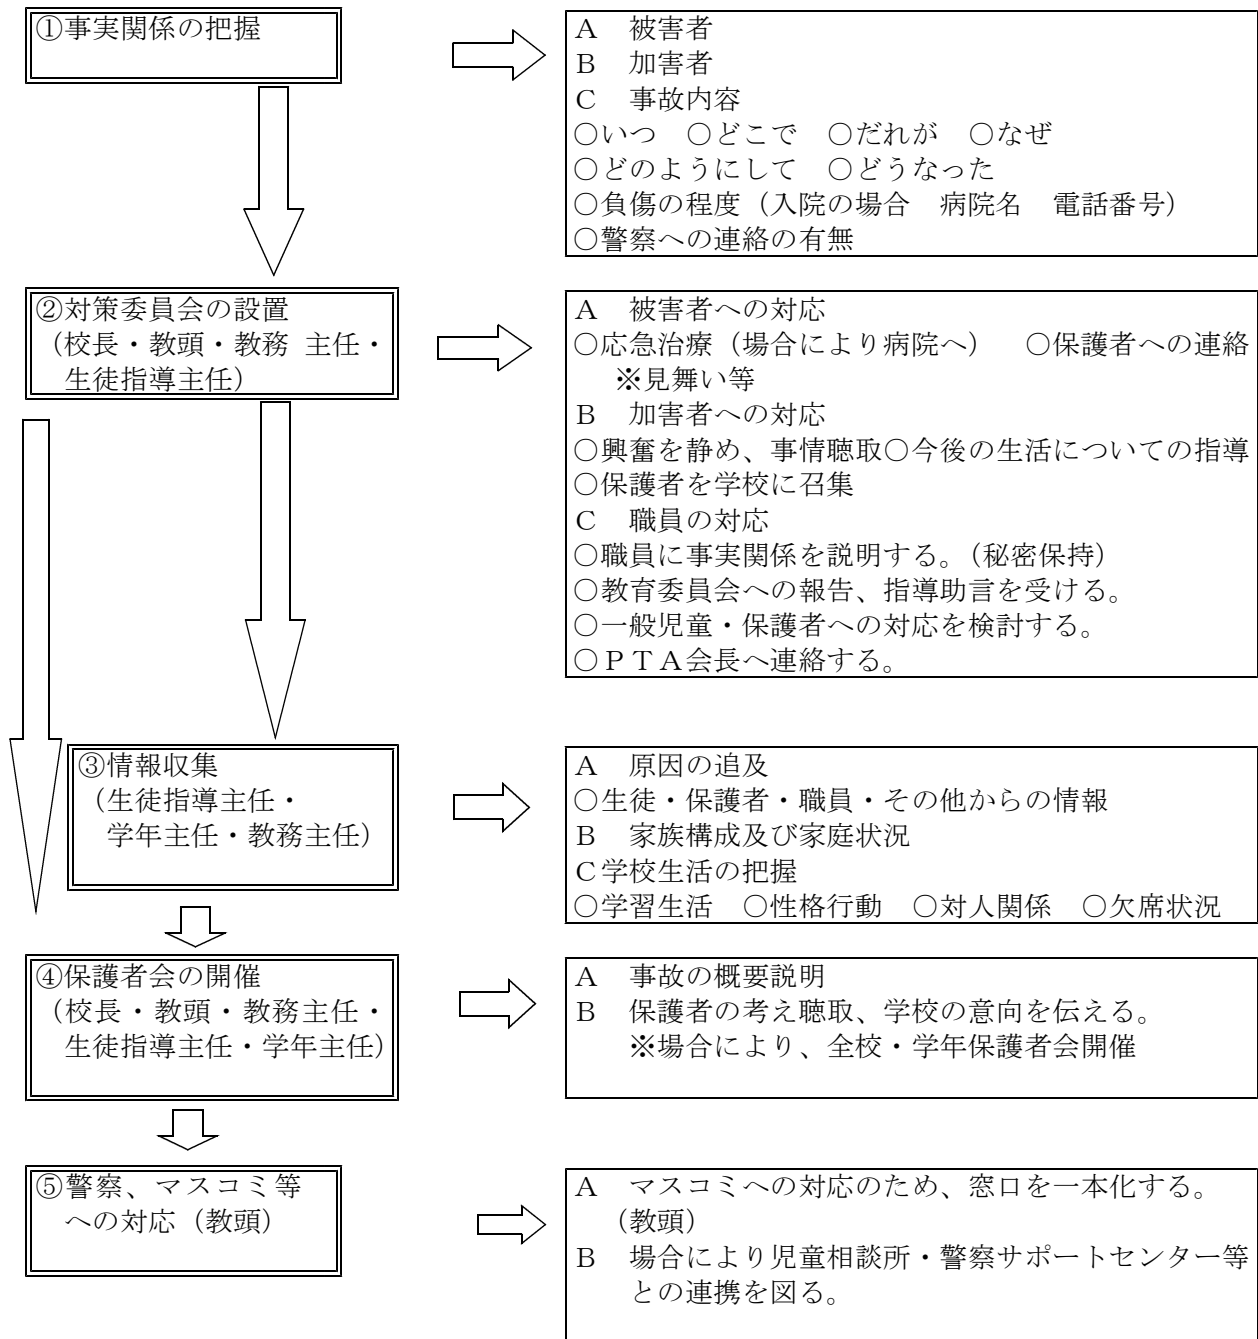 ①事実関係の把握
A 被害者
B 加害者
C 事故内容
○いつ ○どこで ○だれが ○なぜ
○どのようにして ○どうなった
○負傷の程度（入院の場合 病院名 電話番号）
○警察への連絡の有無
②対策委員会の設置
（校長・教頭・教務 主任・
生徒指導主任）
A 被害者への対応
○応急治療（場合により病院へ） ○保護者への連絡
※見舞い等
B 加害者への対応
○興奮を静め、事情聴取○今後の生活についての指導
○保護者を学校に召集
C 職員の対応
○職員に事実関係を説明する。（秘密保持）
○教育委員会への報告、指導助言を受ける。
○一般児童・保護者への対応を検討する。
○ＰＴＡ会長へ連絡する。
③情報収集
（生徒指導主任・
学年主任・教務主任）
A 原因の追及
○生徒・保護者・職員・その他からの情報
B 家族構成及び家庭状況
C学校生活の把握
○学習生活 ○性格行動 ○対人関係 ○欠席状況
④保護者会の開催
（校長・教頭・教務主任・
生徒指導主任・学年主任）
A 事故の概要説明
B 保護者の考え聴取、学校の意向を伝える。
※場合により、全校・学年保護者会開催
⑤警察、マスコミ等
への対応（教頭）
A マスコミへの対応のため、窓口を一本化する。
（教頭）
B 場合により児童相談所・警察サポートセンター等
との連携を図る。